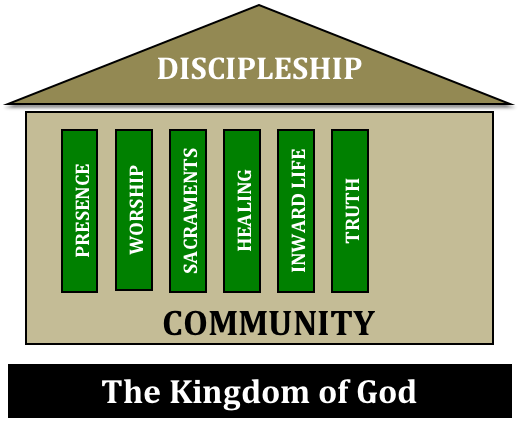 DISCIPLESHIP
PRESENCE
WORSHIP
SACRAMENTS
HEALING
INWARD LIFE
TRUTH
COMMUNITY
The Kingdom of God